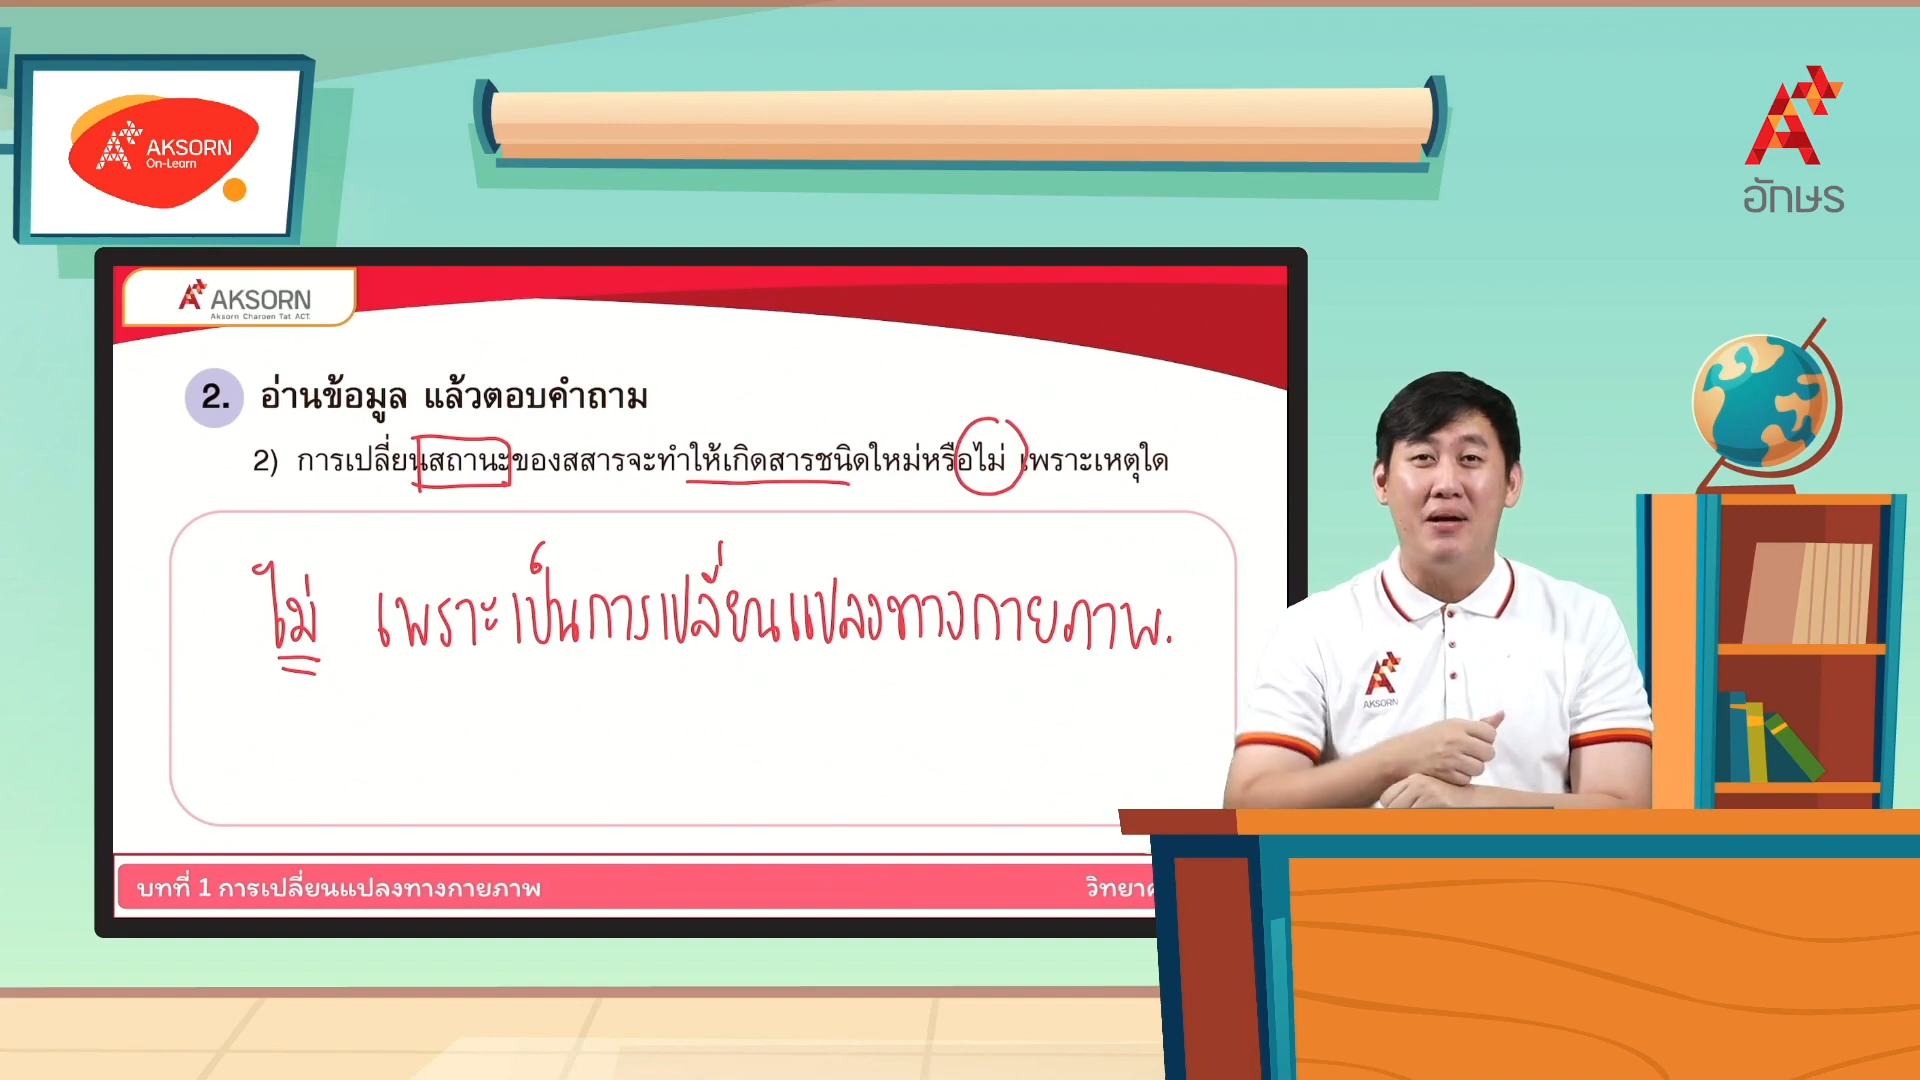 AKSORN
On-Learn
อักษร
AKSORN
Aksorn Charoen Tat ACT.
2. อ่านข้อมูล แล้วตอบคำถาม
2) การเปลี่ยนสถานะของสสารจะทำให้เกิดสารชนิดใหม่หรือไม่ เพราะเหตุใด
ไม่ เพราะเป็นการเปลี่ยนแปลงทางกายภาพ.
AKSORN
บทที่ 1 การเปลี่ยนแปลงทางกายภาพ
วิทยาศ